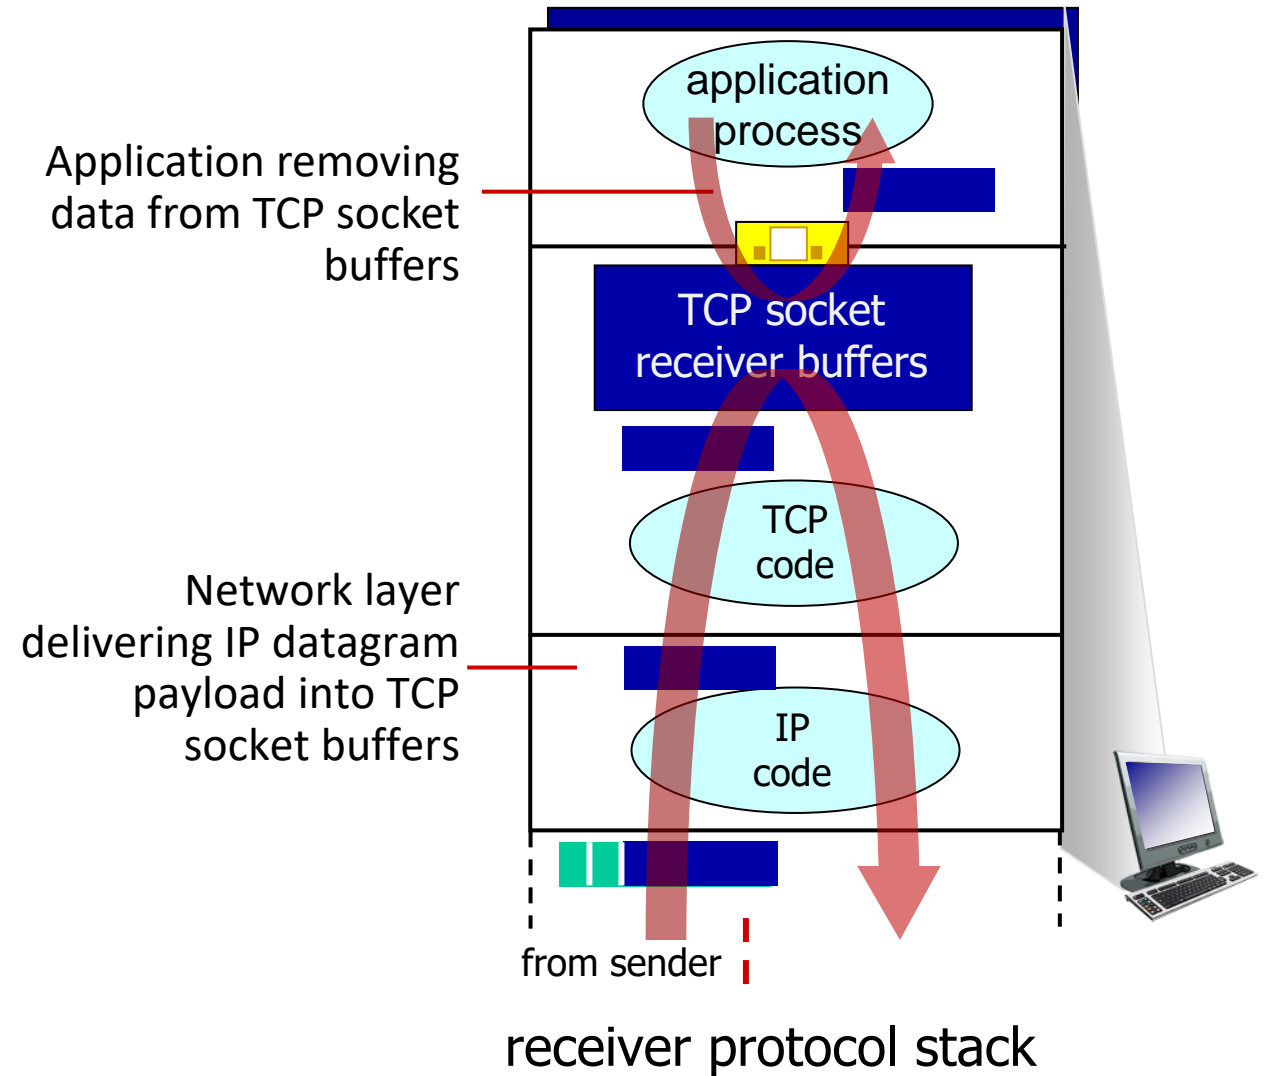 application
process
Application removing
data from TCP socket
buffers
TCP socket
receiver buffers
TCP
code
Network layer
delivering IP datagram
payload into TCP
socket buffers
IP
code
from sender
receiver protocol stack